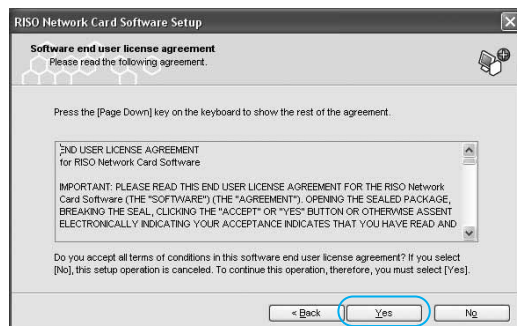 RISO Network Card Software Setup
Software end user license agreement
Please read the following agreement.
Press the [Page Down] key on the keyboard to show the rest of the agreement.
END USER LICENSE AGREEMENT
for RISO Network Card Software
IMPORTANT: PLEASE READ THIS END USER LICENSE AGREEMENT FOR THE RISO Network
Card Software (THE "SOFTWARE") (THE "AGREEMENT"). OPENING THE SEALED PACKAGE,
BREAKING THE SEAL, CLICKING THE "ACCEPT" OR "YES" BUTTON OR OTHERWISE ASSENT
ELECTRONICALLY INDICATING YOUR ACCEPTANCE INDICATES THAT YOU HAVE READ AND
Do you accept all terms of conditions in this software end user license agreement? If you select
[No], this setup operation is canceled. To continue this operation, therefore, you must select [Yes].
< Back Yes No